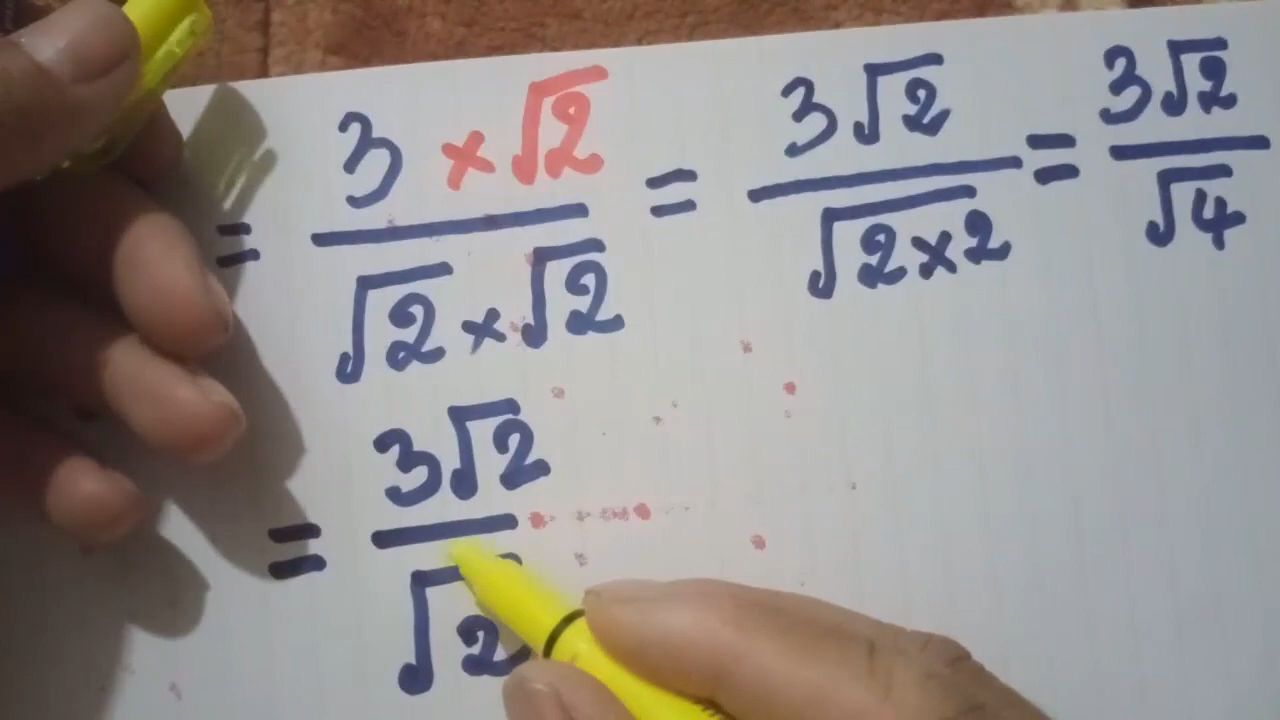 = 3 × √2 / √2 × √2 = 3√2 / √2×2 = 3√2 / √4
= 3√2 / √2